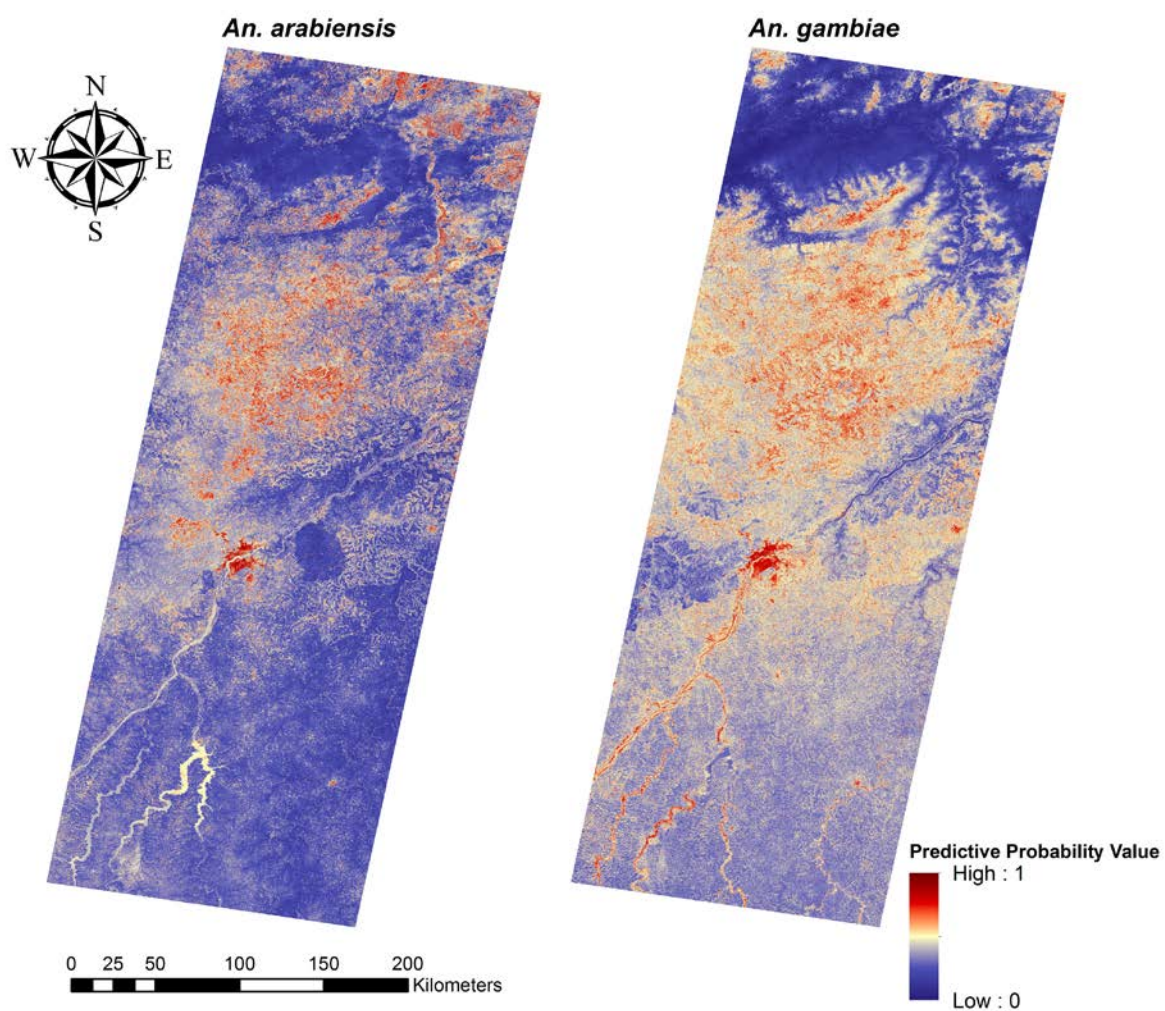 An. arabiensis
An. gambiae
N
W
E
S
Predictive Probability Value
High : 1
Low : 0
0 25 50 100 150 200
Kilometers